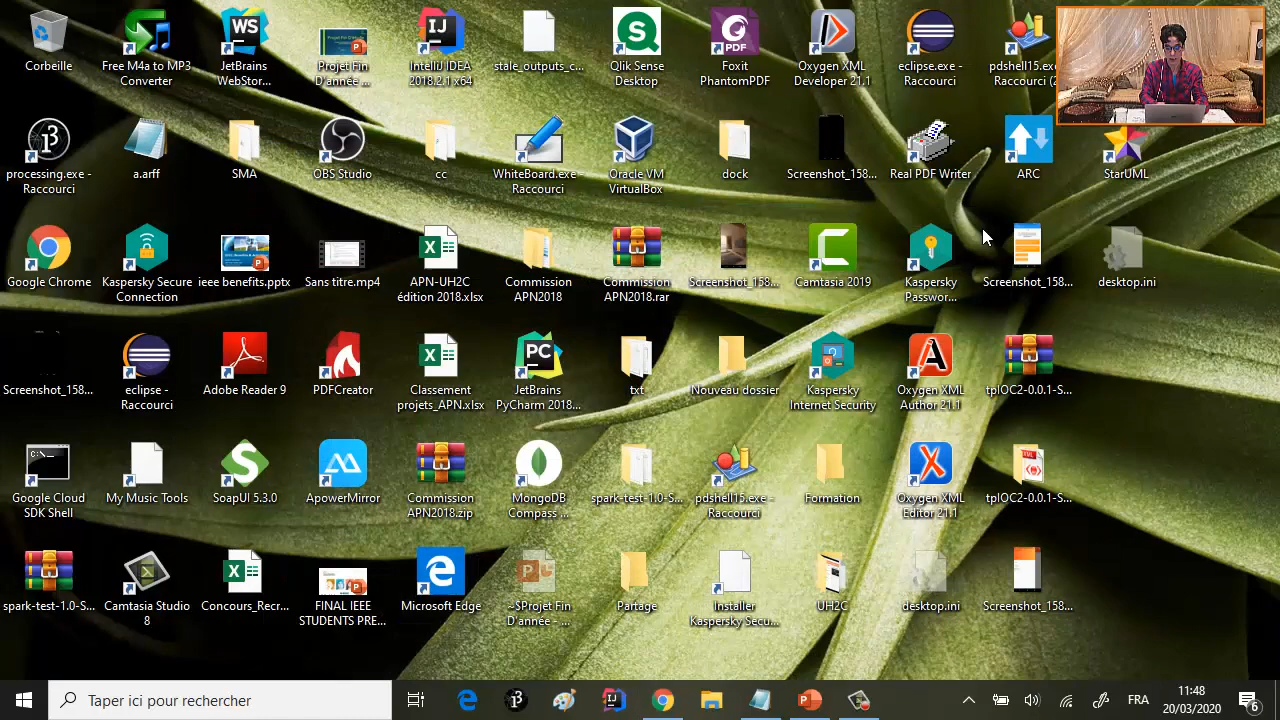 Corbeille
Free M4a to MP3
Converter
WS
JetBrains
WebStor...
Projet Fin
D'année ...
IJ
IntelliJ IDEA
2018.2.1 x64
stale_outputs_c...
Qlik Sense
Desktop
PDF
Foxit
PhantomPDF
Oxygen XML
Developer 21.1
eclipse.exe -
Raccourci
pdshell15.exe -
Raccourci (2
processing.exe -
Raccourci
a.arff
SMA
OBS Studio
cc
WhiteBoard.exe -
Raccourci
Oracle VM
VirtualBox
dock
Screenshot_158...
Real PDF Writer
ARC
StarUML
Google Chrome
Kaspersky Secure
Connection
ieee benefits.pptx
Sans titre.mp4
APN-UH2C
édition 2018.xlsx
Commission
APN2018
Commission
APN2018.rar
Screenshot_158...
Camtasia 2019
Kaspersky
Passwor...
Screenshot_158...
desktop.ini
Screenshot_158...
eclipse -
Raccourci
Adobe Reader 9
PDFCreator
Classement
projets_APN.xlsx
PC
JetBrains
PyCharm 2018...
txt
Nouveau dossier
Kaspersky
Internet Security
Oxygen XML
Author 21.1
tpIOC2-0.0.1-S...
C:\_
Google Cloud
SDK Shell
My Music Tools
SoapUI 5.3.0
ApowerMirror
Commission
APN2018.zip
MongoDB
Compass ...
spark-test-1.0-S...
pdshell15.exe -
Raccourci
Formation
Oxygen XML
Editor 21.1
tpIOC2-0.0.1-S...
spark-test-1.0-S...
Camtasia Studio
8
Concours_Recr...
FINAL IEEE
STUDENTS PRE...
Microsoft Edge
~$Projet Fin
D'année - ...
Partage
Installer
Kaspersky Secu...
UH2C
desktop.ini
Screenshot_158...
Taper ici pour rechercher
FRA
11:48
20/03/2020
6